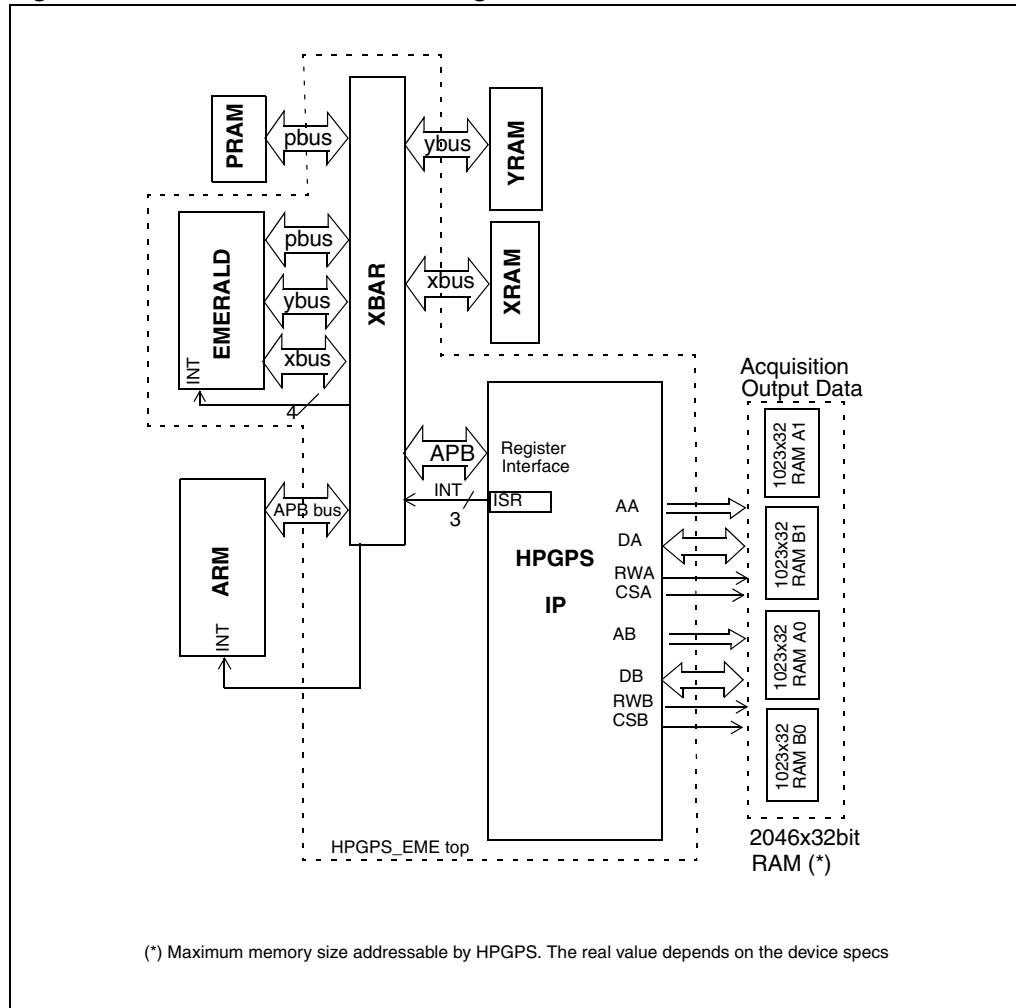 PRAM
pbus
ybus
YRAM
EMERALD
INT
pbus
ybus
xbus
4
XBAR
xbus
XRAM
Acquisition
Output Data
1023x32
RAM A1
1023x32
RAM B1
1023x32
RAM A0
1023x32
RAM B0
2046x32bit
RAM (*)
APB
Register
Interface
INT
3
ISR
HPGPS
IP
AA
DA
RWA
CSA
AB
DB
RWB
CSB
ARM
INT
APB bus
HPGPS_EME top
(*) Maximum memory size addressable by HPGPS. The real value depends on the device specs